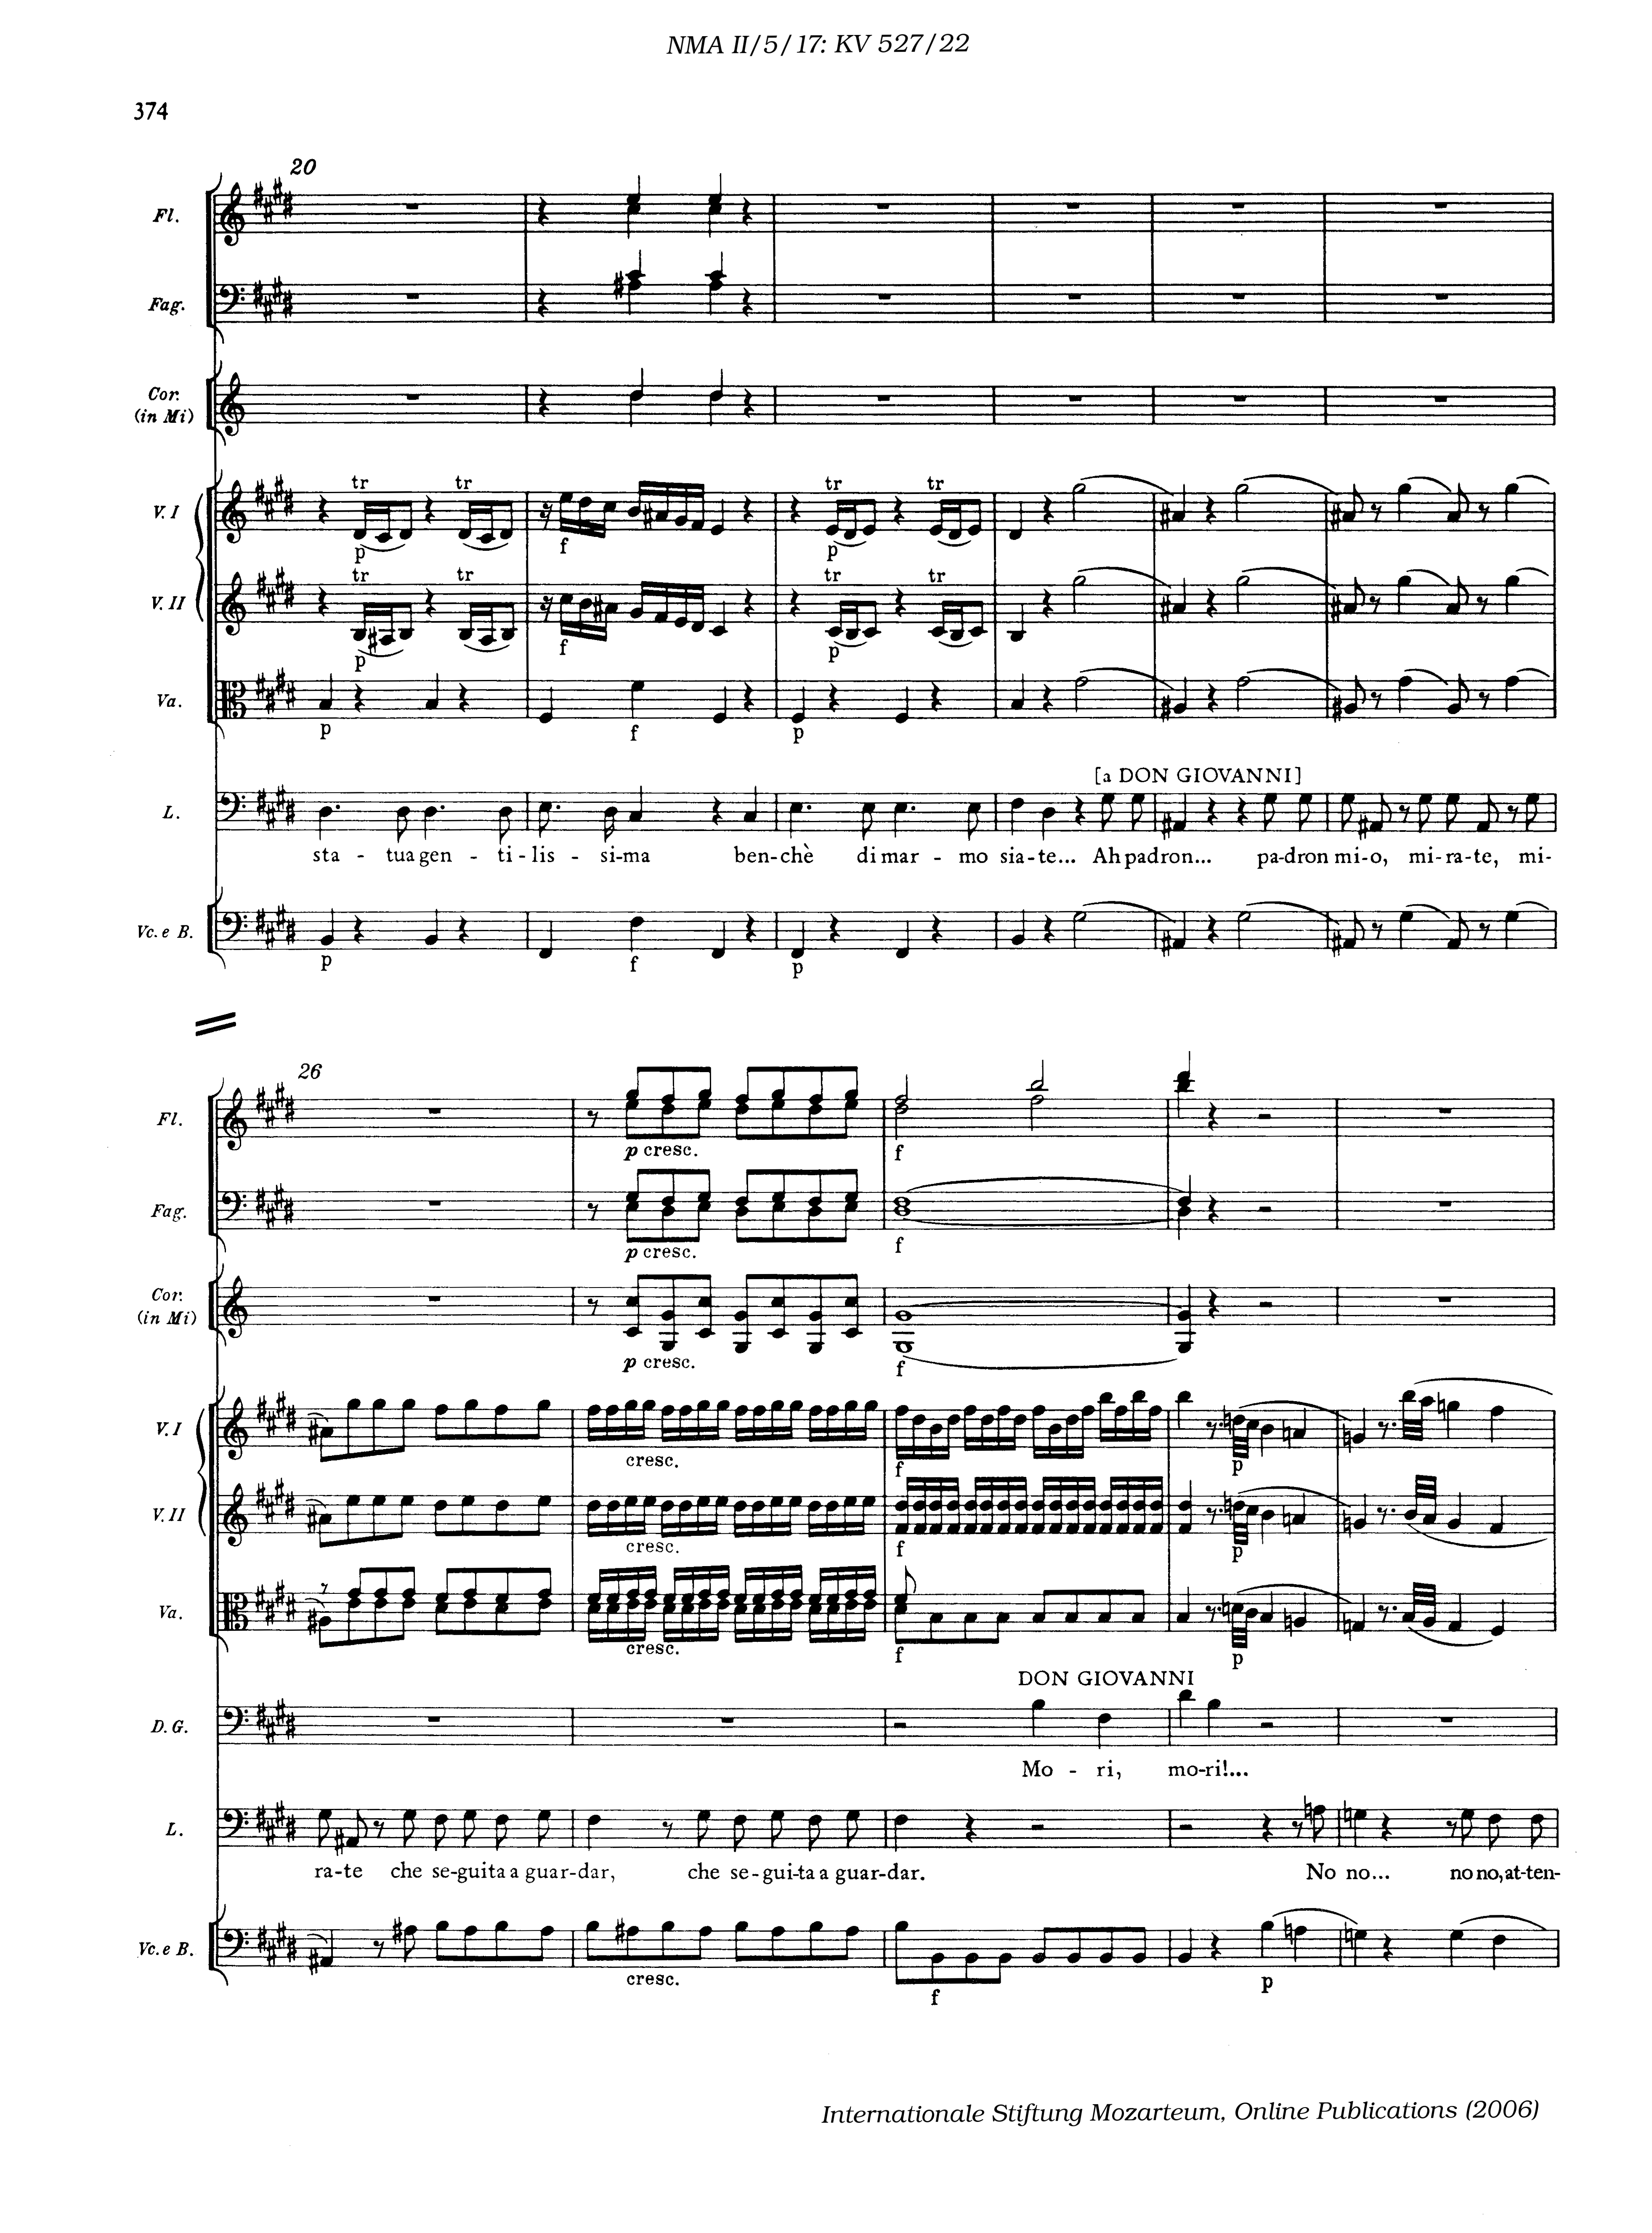 NMA II/5/17: KV 527/22
374
20
Fl.
Fag.
Cor.
(in Mi)
tr tr tr tr
V. I
p f p
tr tr tr tr
V. II
p f p
Va.
p f p
[a DON GIOVANNI]
L.
sta - tua gen - ti - lis - si-ma ben-chè di mar - mo sia-te... Ah padron... pa-dron mi-o, mi-ra-te, mi-
Vc. e B.
p f p
26
Fl.
p cresc. f
Fag.
p cresc. f
Cor.
(in Mi)
p cresc. f
V. I
cresc. f p
V. II
cresc. f p
Va.
cresc. f p
DON GIOVANNI
D. G.
Mo - ri, mo-ri!...
L.
ra-te che se-guita a guar-dar, che se-gui-ta a guar-dar. No no... no no, at-ten-
Vc. e B.
cresc. f p
Internationale Stiftung Mozarteum, Online Publications (2006)